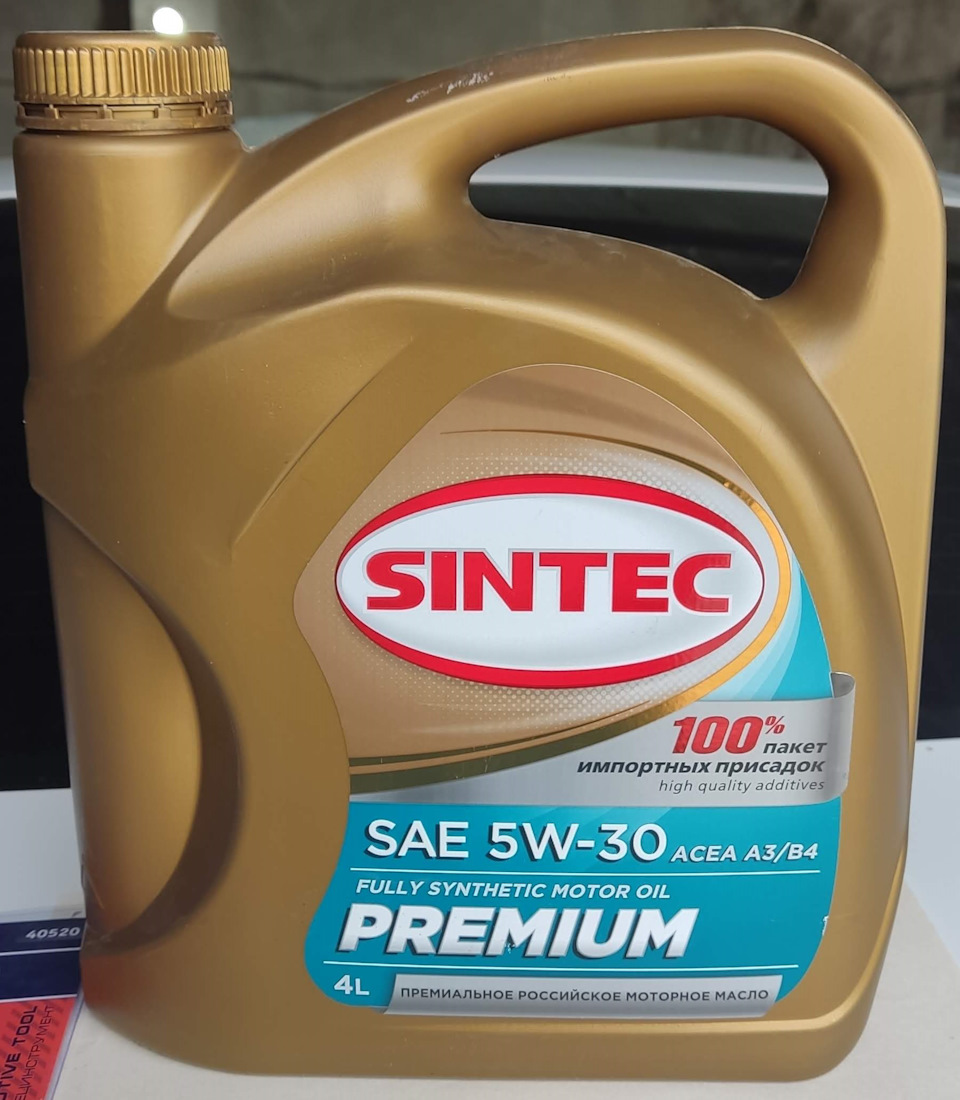 SINTEC
100% пакет
импортных присадок
high quality additives
SAE 5W-30 ACEA A3/B4
FULLY SYNTHETIC MOTOR OIL
PREMIUM
4L ПРЕМИАЛЬНОЕ РОССИЙСКОЕ МОТОРНОЕ МАСЛО
40520
TOOL